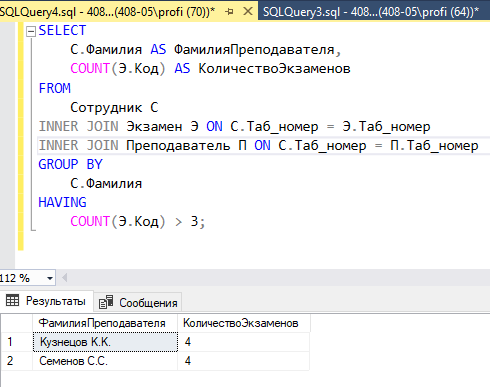 SQLQuery4.sql - 408...(408-05\profi (70))*
SQLQuery3.sql - 408...(408-05\profi (64))*
SELECT
С.Фамилия AS ФамилияПреподавателя,
COUNT(Э.Код) AS КоличествоЭкзаменов
FROM
Сотрудник С
INNER JOIN Экзамен Э ON С.Таб_номер = Э.Таб_номер
INNER JOIN Преподаватель П ON С.Таб_номер = П.Таб_номер
GROUP BY
С.Фамилия
HAVING
COUNT(Э.Код) > 3;
112 %
Результаты Сообщения
ФамилияПреподавателя КоличествоЭкзаменов
1 Кузнецов К.К. 4
2 Семенов С.С. 4